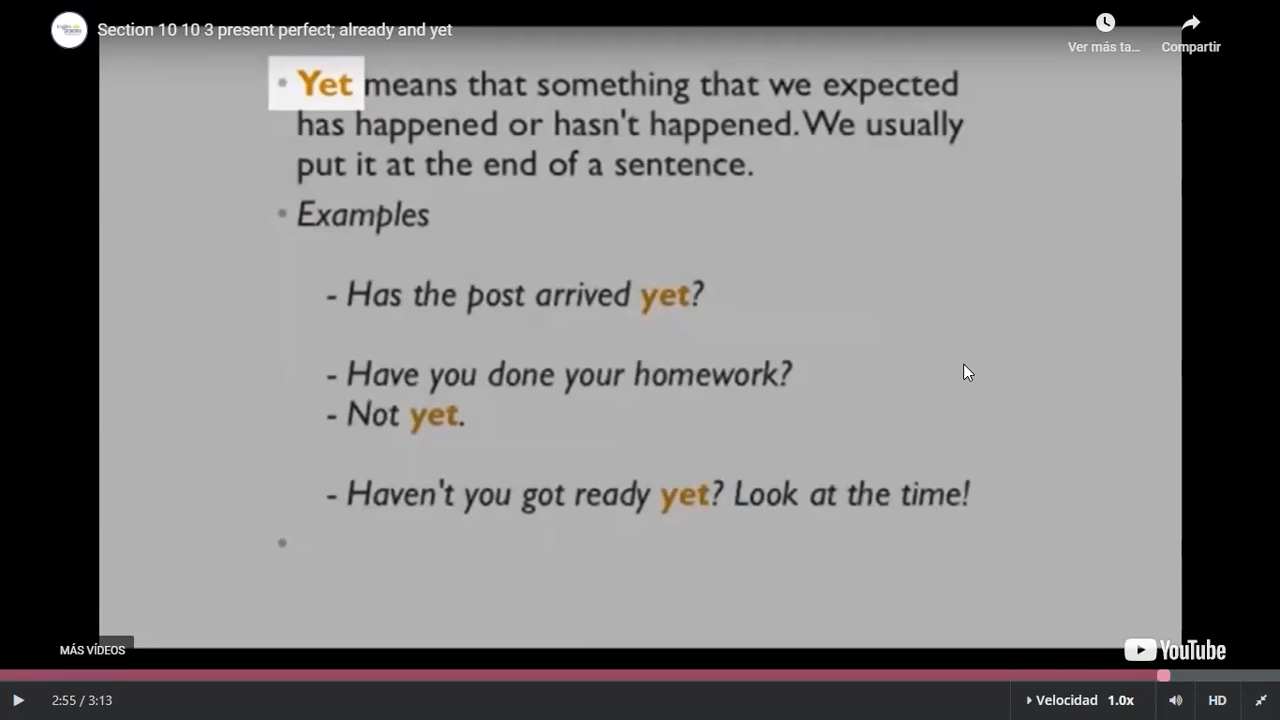 Section 10 10 3 present perfect; already and yet
Ver más ta...
Compartir
• Yet means that something that we expected
has happened or hasn't happened. We usually
put it at the end of a sentence.
• Examples
- Has the post arrived yet?
- Have you done your homework?
- Not yet.
- Haven't you got ready yet? Look at the time!
MÁS VÍDEOS
YouTube
2:55 / 3:13
Velocidad 1.0x
HD